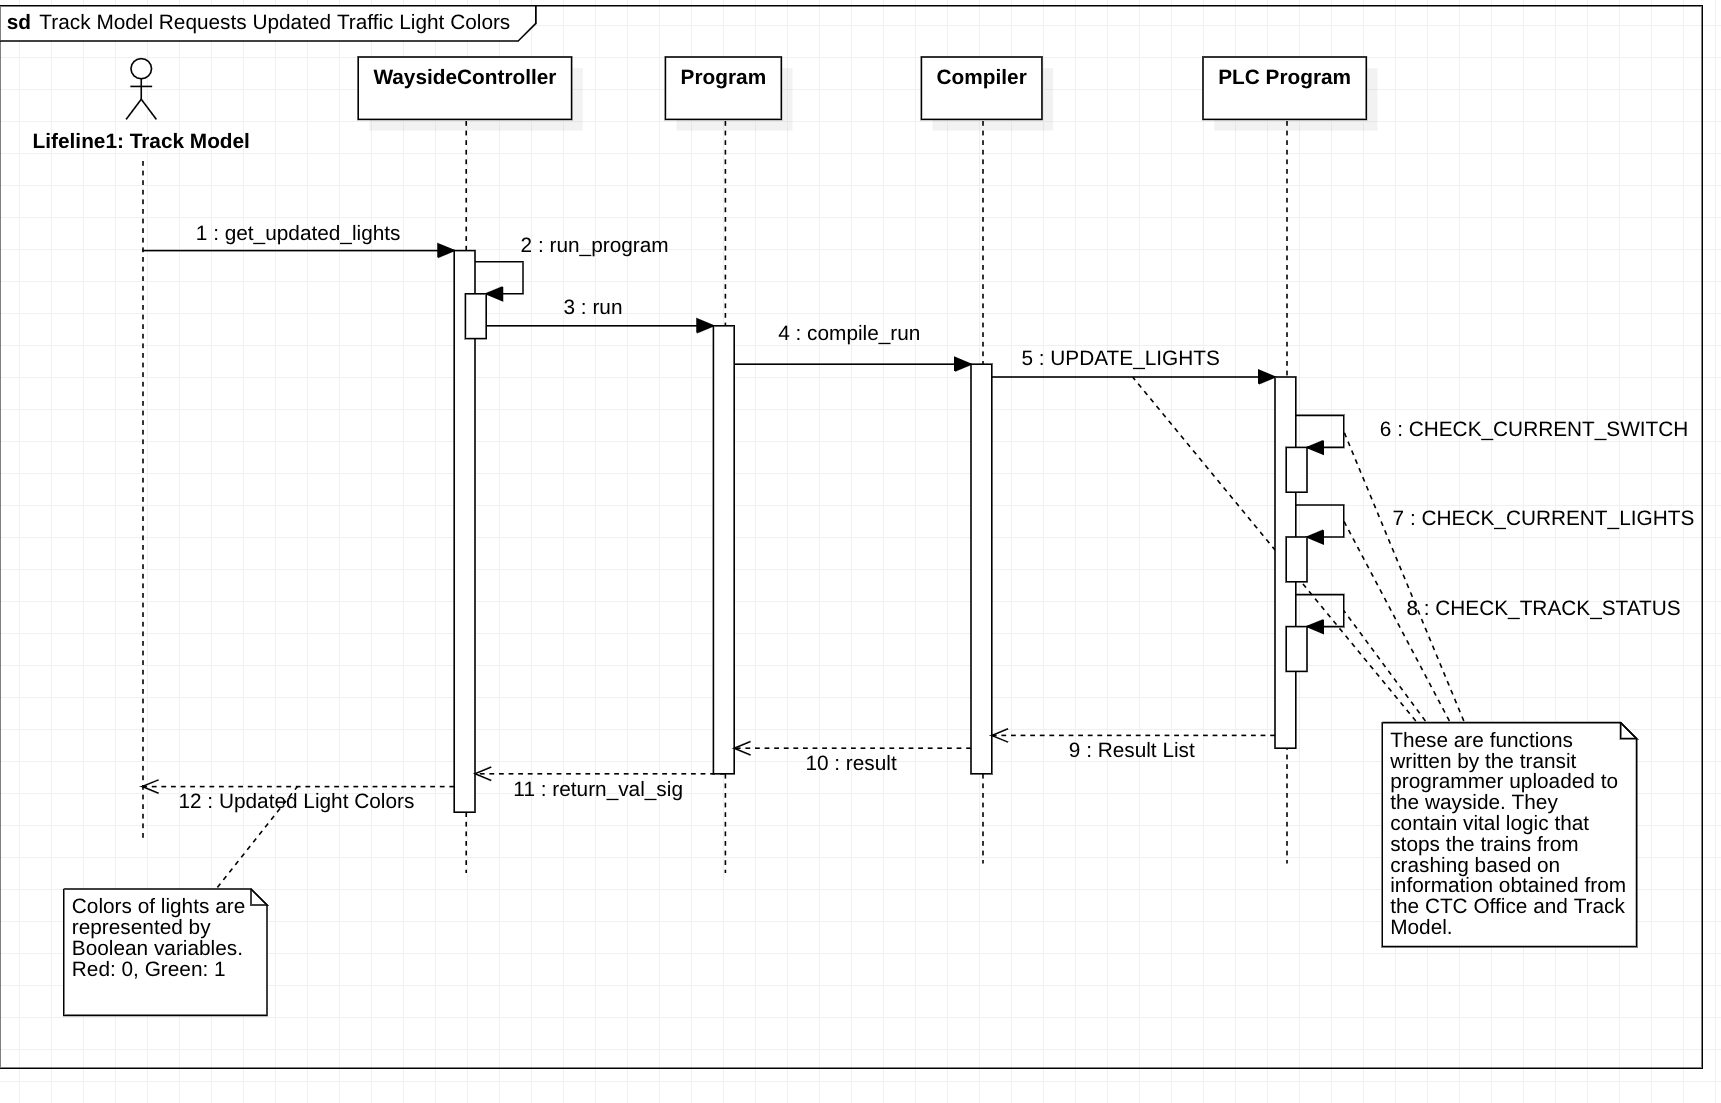 sd Track Model Requests Updated Traffic Light Colors
WaysideController
Program
Compiler
PLC Program
Lifeline1: Track Model
1 : get_updated_lights
2 : run_program
3 : run
4 : compile_run
5 : UPDATE_LIGHTS
6 : CHECK_CURRENT_SWITCH
7 : CHECK_CURRENT_LIGHTS
8 : CHECK_TRACK_STATUS
9 : Result List
10 : result
11 : return_val_sig
12 : Updated Light Colors
These are functions
written by the transit
programmer uploaded to
the wayside. They
contain vital logic that
stops the trains from
crashing based on
information obtained from
the CTC Office and Track
Model.
Colors of lights are
represented by
Boolean variables.
Red: 0, Green: 1